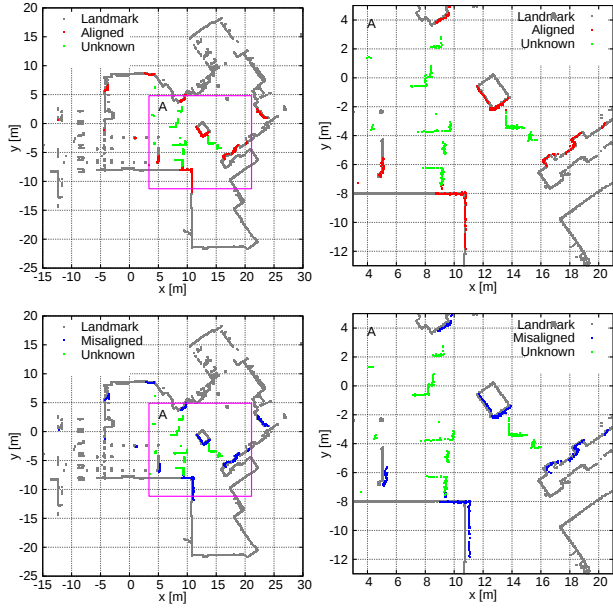 20
15
10
5
0
-5
-10
-15
-20
-25
y [m]
Landmark
Aligned
Unknown
A
-15 -10 -5 0 5 10 15 20 25 30
x [m]
4
2
0
-2
-4
-6
-8
-10
-12
y [m]
A
Landmark
Aligned
Unknown
4 6 8 10 12 14 16 18 20
x [m]
20
15
10
5
0
-5
-10
-15
-20
-25
y [m]
Landmark
Misaligned
Unknown
A
-15 -10 -5 0 5 10 15 20 25 30
x [m]
4
2
0
-2
-4
-6
-8
-10
-12
y [m]
A
Landmark
Misaligned
Unknown
4 6 8 10 12 14 16 18 20
x [m]